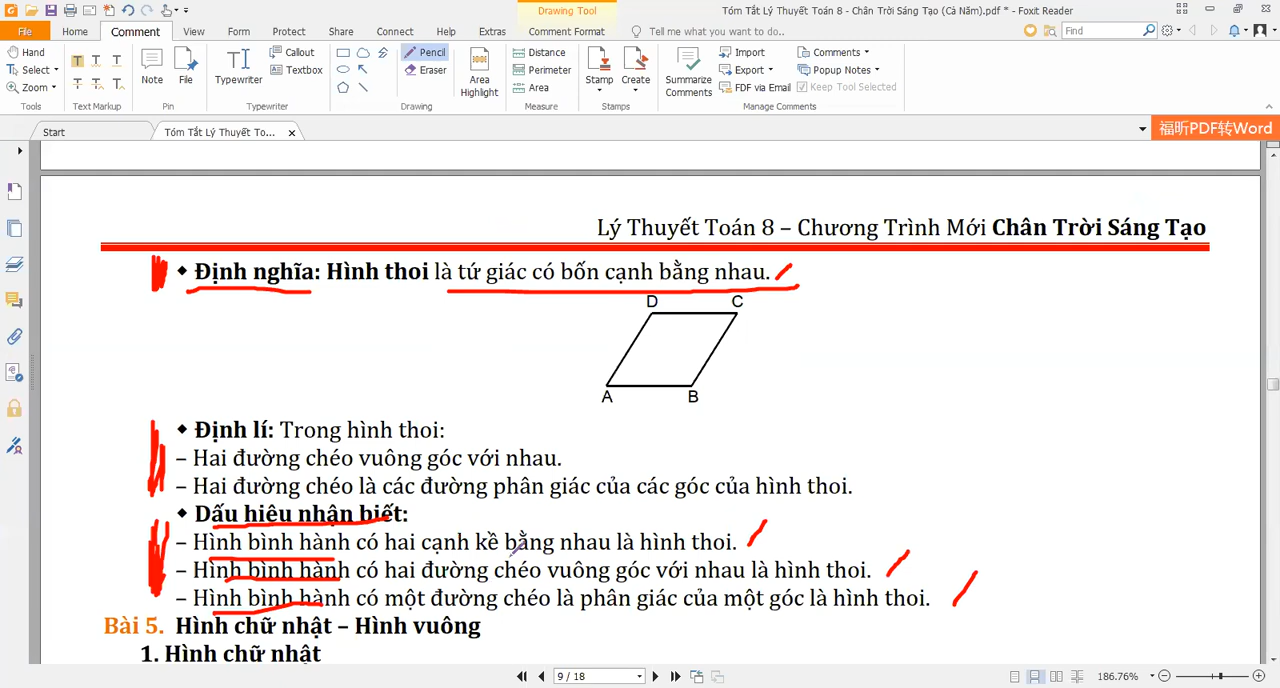 Drawing Tool
Tóm Tắt Lý Thuyết Toán 8 - Chân Trời Sáng Tạo (Cả Năm).pdf * - Foxit Reader
File Home Comment View Form Protect Connect Extras Comment Format Tell me what you want to do.. Find
Hand
Select
Zoom
Tools
T T T
T T T
Text Markup
Note
File
Pin
Typewriter
Callout
Textbox
Typewriter
Pencil
Eraser
Drawing
Area
Highlight
Distance
Perimeter
Area
Measure
Stamp
Create
Stamps
Summarize
Comments
Import
Export
FDF via Email
Comments
Popup Notes
Keep Tool Selected
Manage Comments
Start
Tóm Tắt Lý Thuyết To...
福昕PDF转Word
Lý Thuyết Toán 8 – Chương Trình Mới Chân Trời Sáng Tạo
Định nghĩa: Hình thoi là tứ giác có bốn cạnh bằng nhau.
D C
A B
Định lí: Trong hình thoi:
– Hai đường chéo vuông góc với nhau.
– Hai đường chéo là các đường phân giác của các góc của hình thoi.
Dấu hiệu nhận biết:
– Hình bình hành có hai cạnh kề bằng nhau là hình thoi.
– Hình bình hành có hai đường chéo vuông góc với nhau là hình thoi.
– Hình bình hành có một đường chéo là phân giác của một góc là hình thoi.
Bài 5. Hình chữ nhật – Hình vuông
1. Hình chữ nhật
9 / 18
186.76%